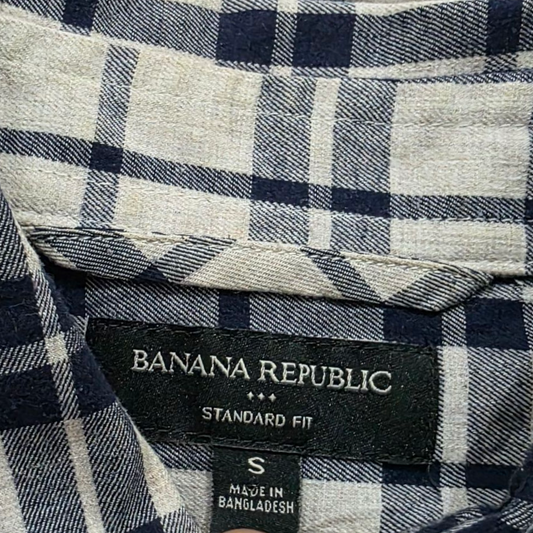 BANANA REPUBLIC
STANDARD FIT
S
MADE IN
BANGLADESH